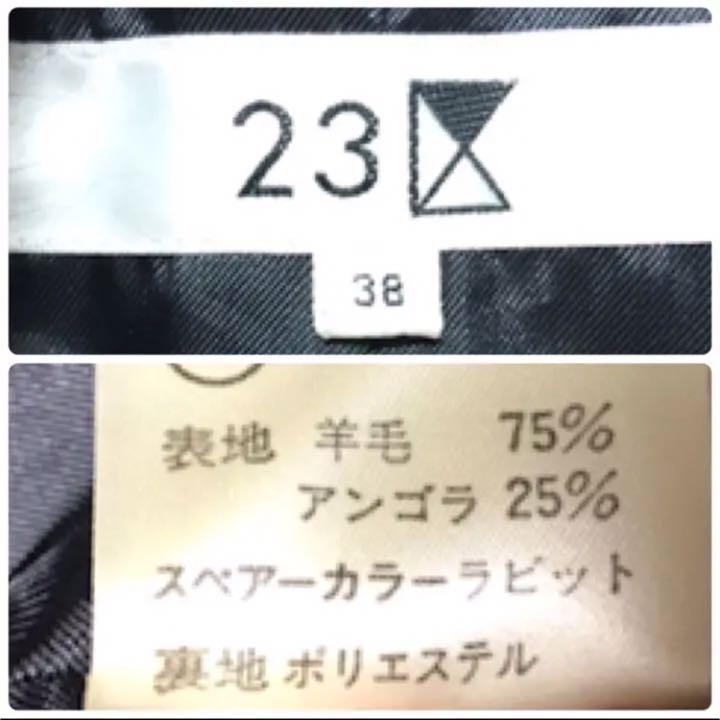 23区
38
表地 羊毛 75%
アンゴラ 25%
スペアーカラーラビット
裏地 ポリエステル